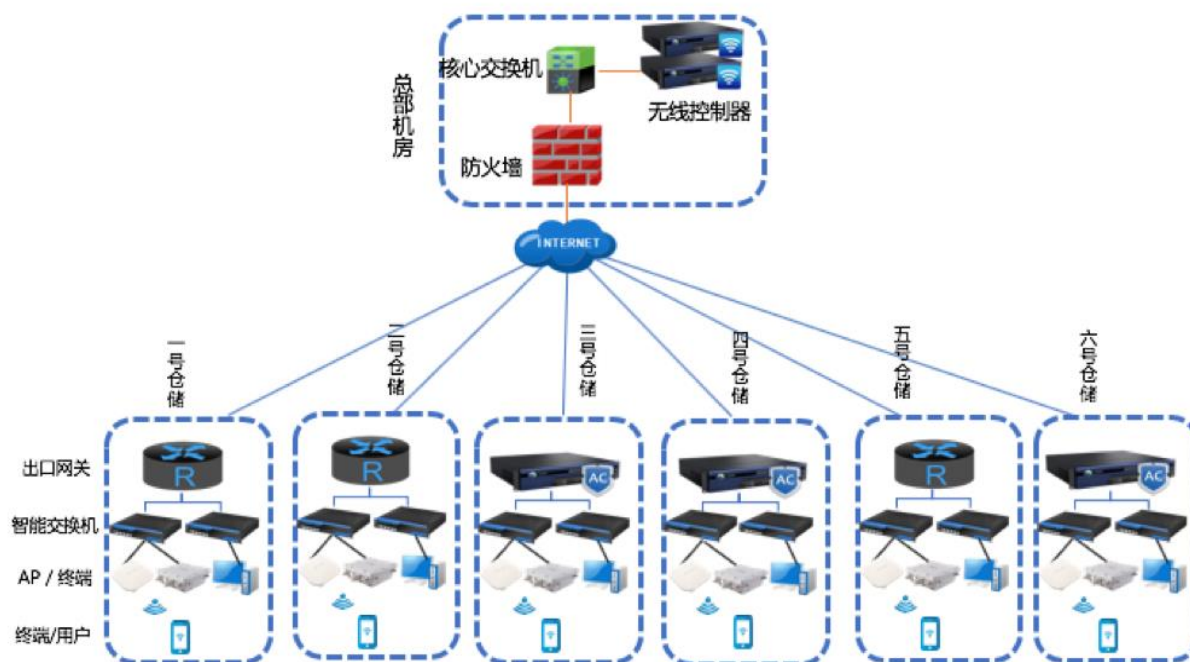 核心交换机
无线控制器
总部机房
防火墙
INTERNET
一号仓储
二号仓储
三号仓储
四号仓储
五号仓储
六号仓储
出口网关
R
R
AC
AC
R
AC
智能交换机
AP / 终端
终端/用户